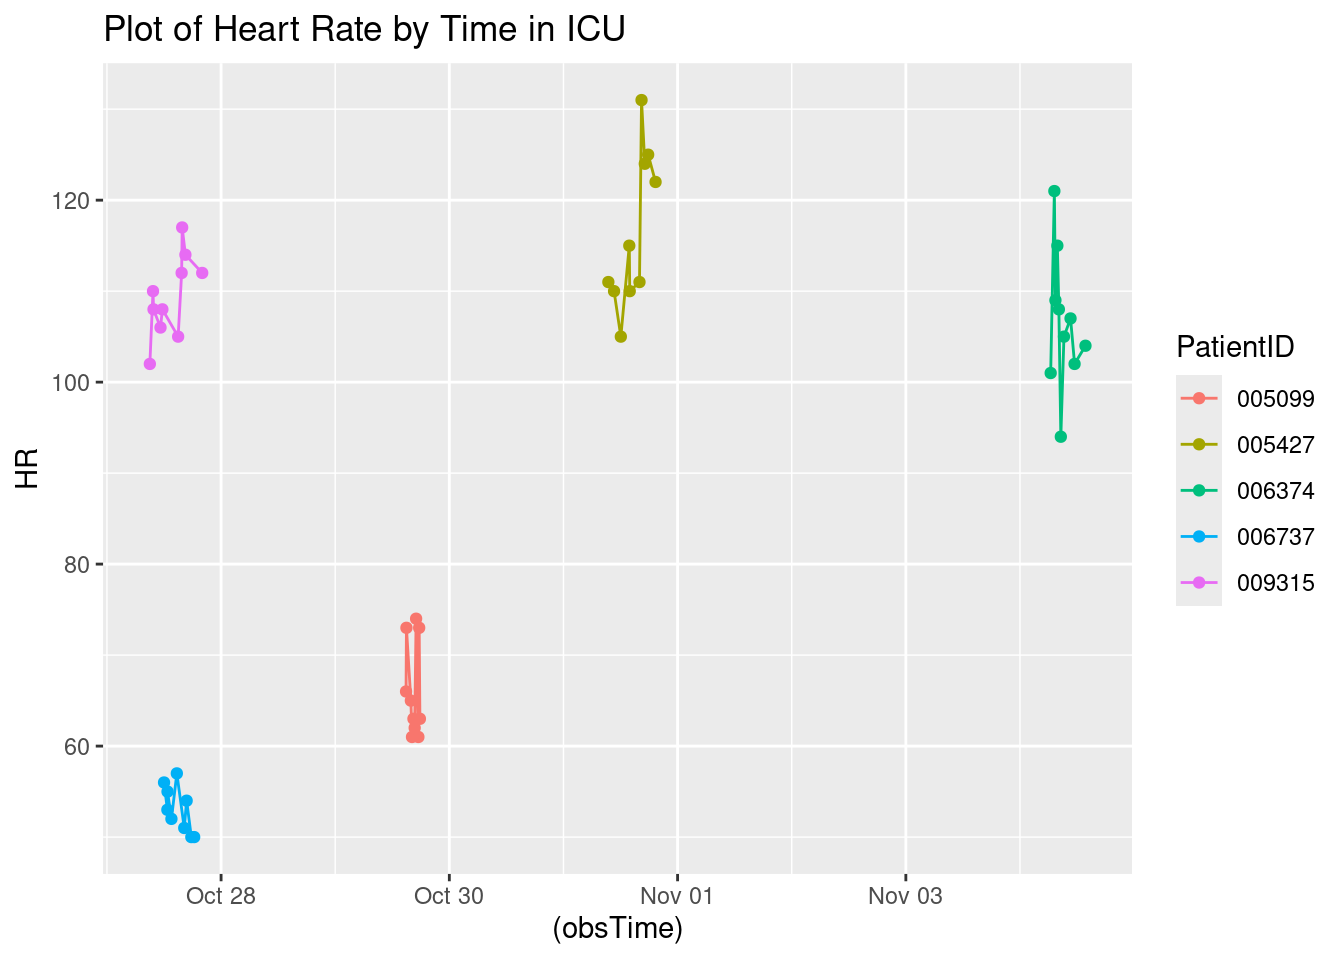 Plot of Heart Rate by Time in ICU
120
100
80
60
HR
Oct 28
Oct 30
Nov 01
Nov 03
(obsTime)
PatientID
005099
005427
006374
006737
009315